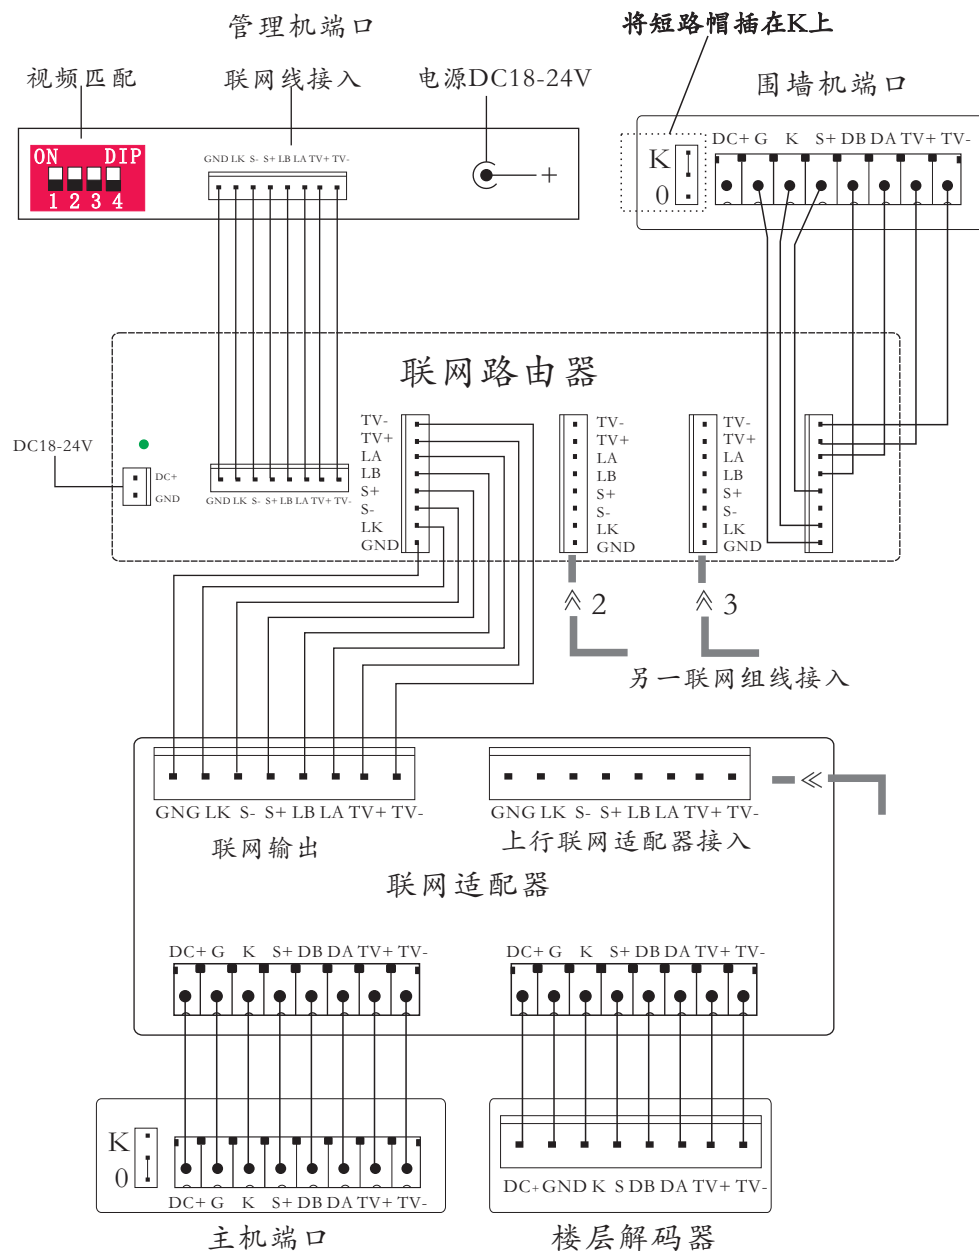 管理机端口
将短路帽插在K上
视频匹配
联网线接入
电源DC18-24V
围墙机端口
ON DIP
1 2 3 4
GND LK S- S+ LB LA TV+ TV-
+
DC+ G K S+ DB DA TV+ TV-
K
0
联网路由器
DC18-24V
DC+
GND
GND LK S- S+ LB LA TV+ TV-
TV-
TV+
LA
LB
S+
S-
LK
GND
TV-
TV+
LA
LB
S+
S-
LK
GND
TV-
TV+
LA
LB
S+
S-
LK
GND
2
3
另一联网组线接入
GNG LK S- S+ LB LA TV+ TV-
联网输出
GNG LK S- S+ LB LA TV+ TV-
上行联网适配器接入
联网适配器
DC+ G K S+ DB DA TV+ TV-
DC+ G K S+ DB DA TV+ TV-
K
0
DC+ G K S+ DB DA TV+ TV-
主机端口
DC+ GND K S DB DA TV+ TV-
楼层解码器